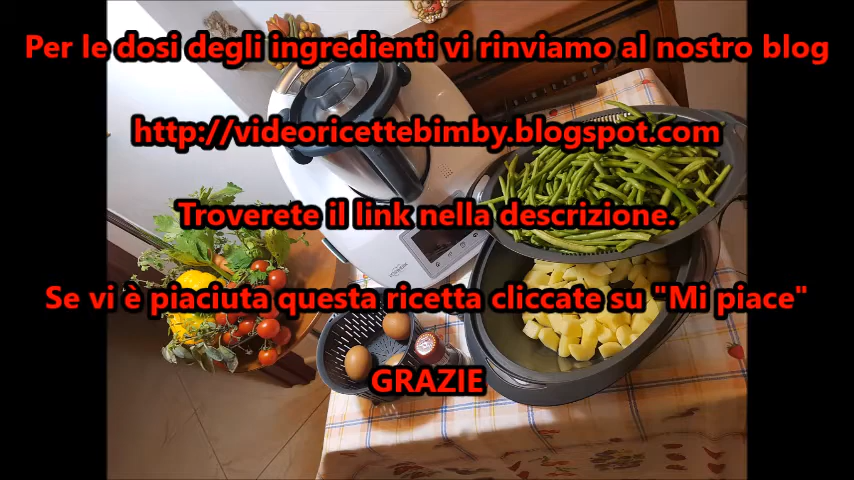 Per le dosi degli ingredienti vi rinviamo al nostro blog
http://videoricettebimby.blogspot.com
Troverete il link nella descrizione.
Se vi è piaciuta questa ricetta cliccate su "Mi piace"
GRAZIE